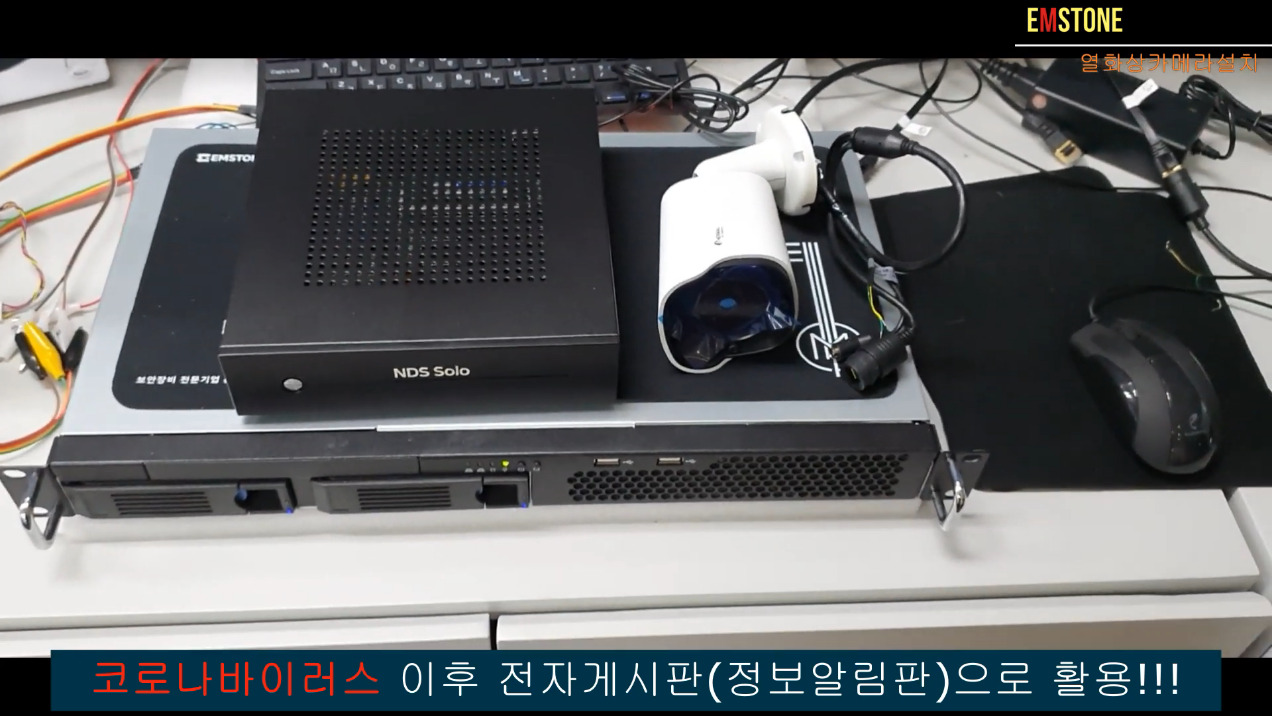 EMSTONE
열화상카메라설치
EMSTON
NDS Solo
보안장비 전문기업
코로나바이러스 이후 전자게시판(정보알림판)으로 활용!!!